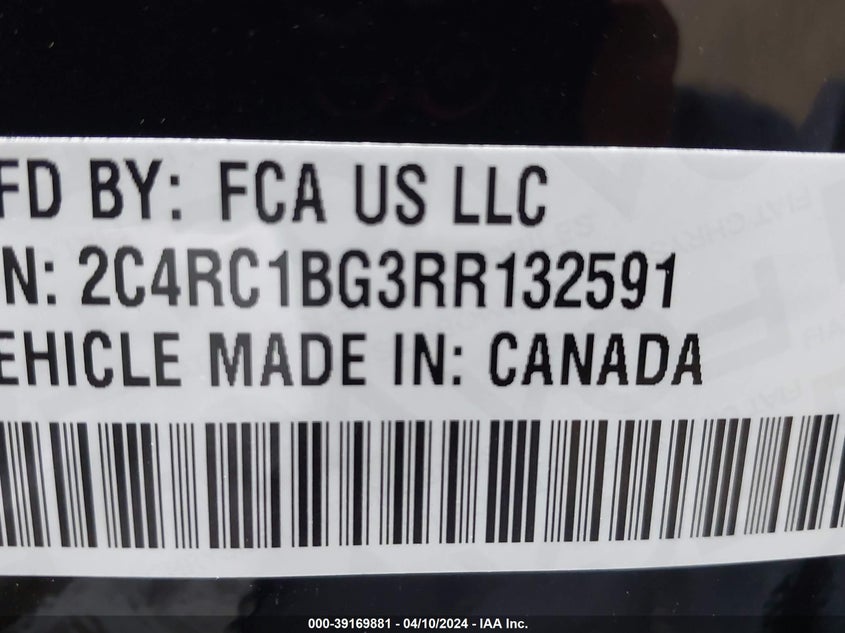 FD BY: FCA US LLC
N: 2C4RC1BG3RR132591
EHICLE MADE IN: CANADA
000-39169881 - 04/10/2024 - IAA Inc.